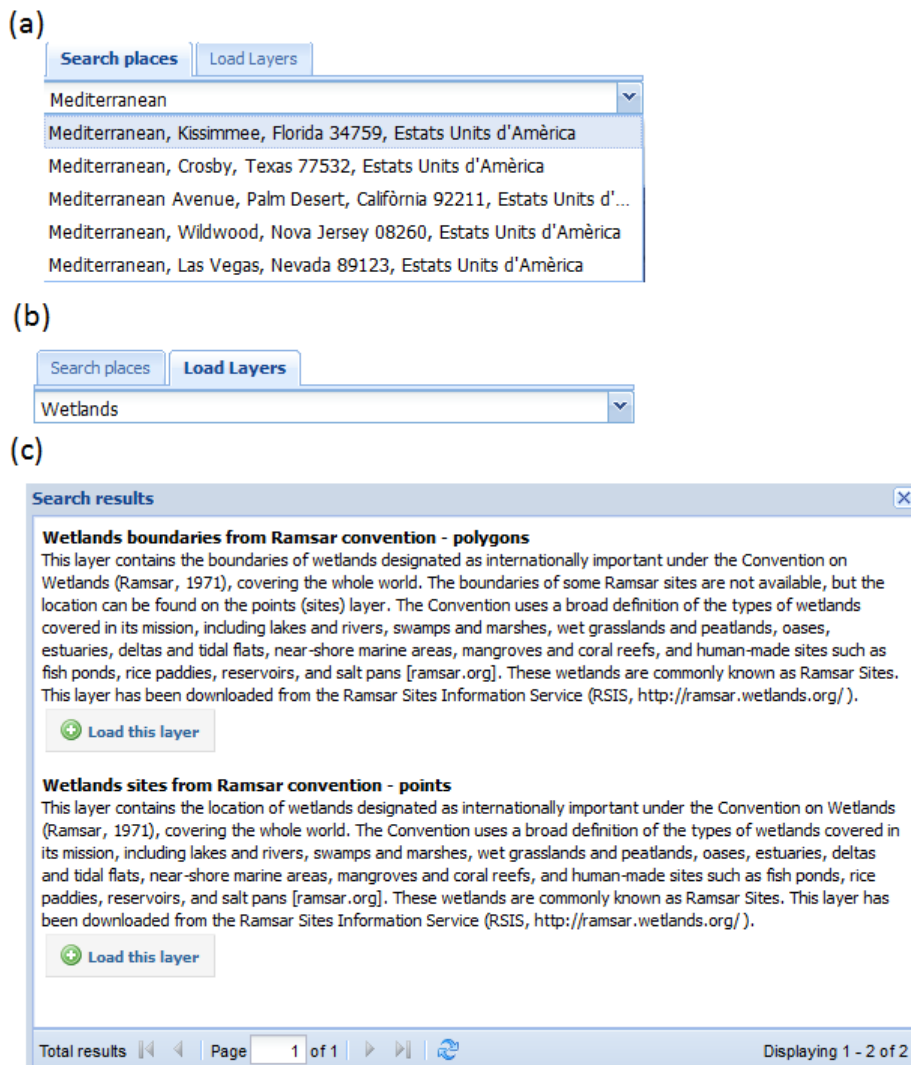 (a)
Search places Load Layers
Mediterranean
Mediterranean, Kissimmee, Florida 34759, Estats Units d'Amèrica
Mediterranean, Crosby, Texas 77532, Estats Units d'Amèrica
Mediterranean Avenue, Palm Desert, Califòrnia 92211, Estats Units d'...
Mediterranean, Wildwood, Nova Jersey 08260, Estats Units d'Amèrica
Mediterranean, Las Vegas, Nevada 89123, Estats Units d'Amèrica
(b)
Search places Load Layers
Wetlands
(c)
Search results
Wetlands boundaries from Ramsar convention - polygons
This layer contains the boundaries of wetlands designated as internationally important under the Convention on
Wetlands (Ramsar, 1971), covering the whole world. The boundaries of some Ramsar sites are not available, but the
location can be found on the points (sites) layer. The Convention uses a broad definition of the types of wetlands
covered in its mission, including lakes and rivers, swamps and marshes, wet grasslands and peatlands, oases,
estuaries, deltas and tidal flats, near-shore marine areas, mangroves and coral reefs, and human-made sites such as
fish ponds, rice paddies, reservoirs, and salt pans [ramsar.org]. These wetlands are commonly known as Ramsar Sites.
This layer has been downloaded from the Ramsar Sites Information Service (RSIS, http://ramsar.wetlands.org/ ).
Load this layer
Wetlands sites from Ramsar convention - points
This layer contains the location of wetlands designated as internationally important under the Convention on Wetlands
(Ramsar, 1971), covering the whole world. The Convention uses a broad definition of the types of wetlands covered in
its mission, including lakes and rivers, swamps and marshes, wet grasslands and peatlands, oases, estuaries, deltas
and tidal flats, near-shore marine areas, mangroves and coral reefs, and human-made sites such as fish ponds, rice
paddies, reservoirs, and salt pans [ramsar.org]. These wetlands are commonly known as Ramsar Sites. This layer has
been downloaded from the Ramsar Sites Information Service (RSIS, http://ramsar.wetlands.org/ ).
Load this layer
Total results Page 1 of 1 Displaying 1 - 2 of 2